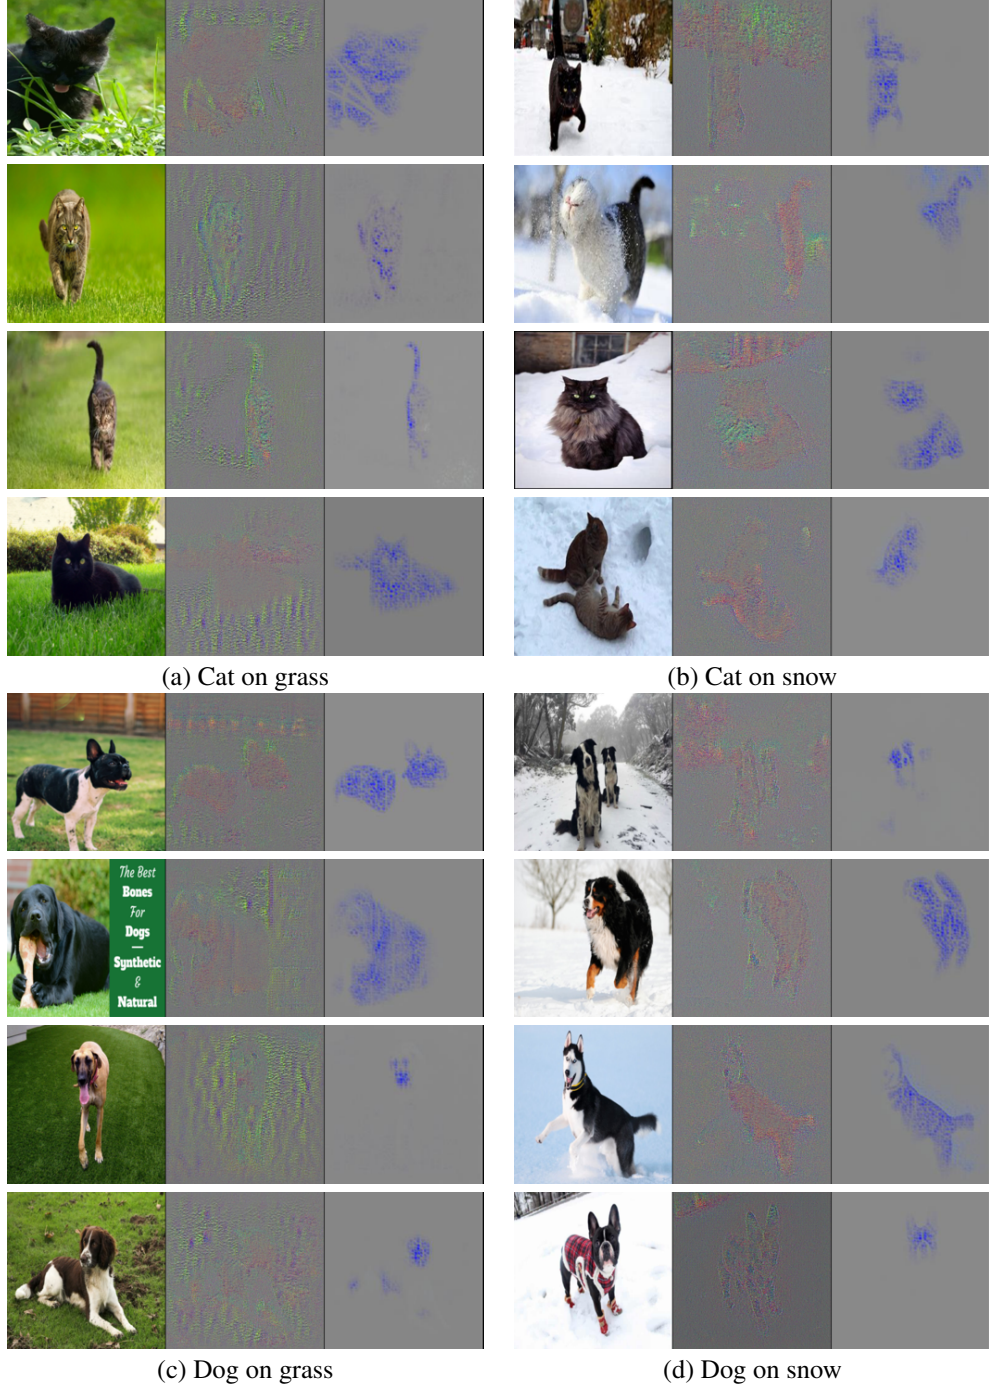 (a) Cat on grass
(b) Cat on snow
The Best
Bones
For
Dogs
—
Synthetic
&
Natural
(c) Dog on grass
(d) Dog on snow